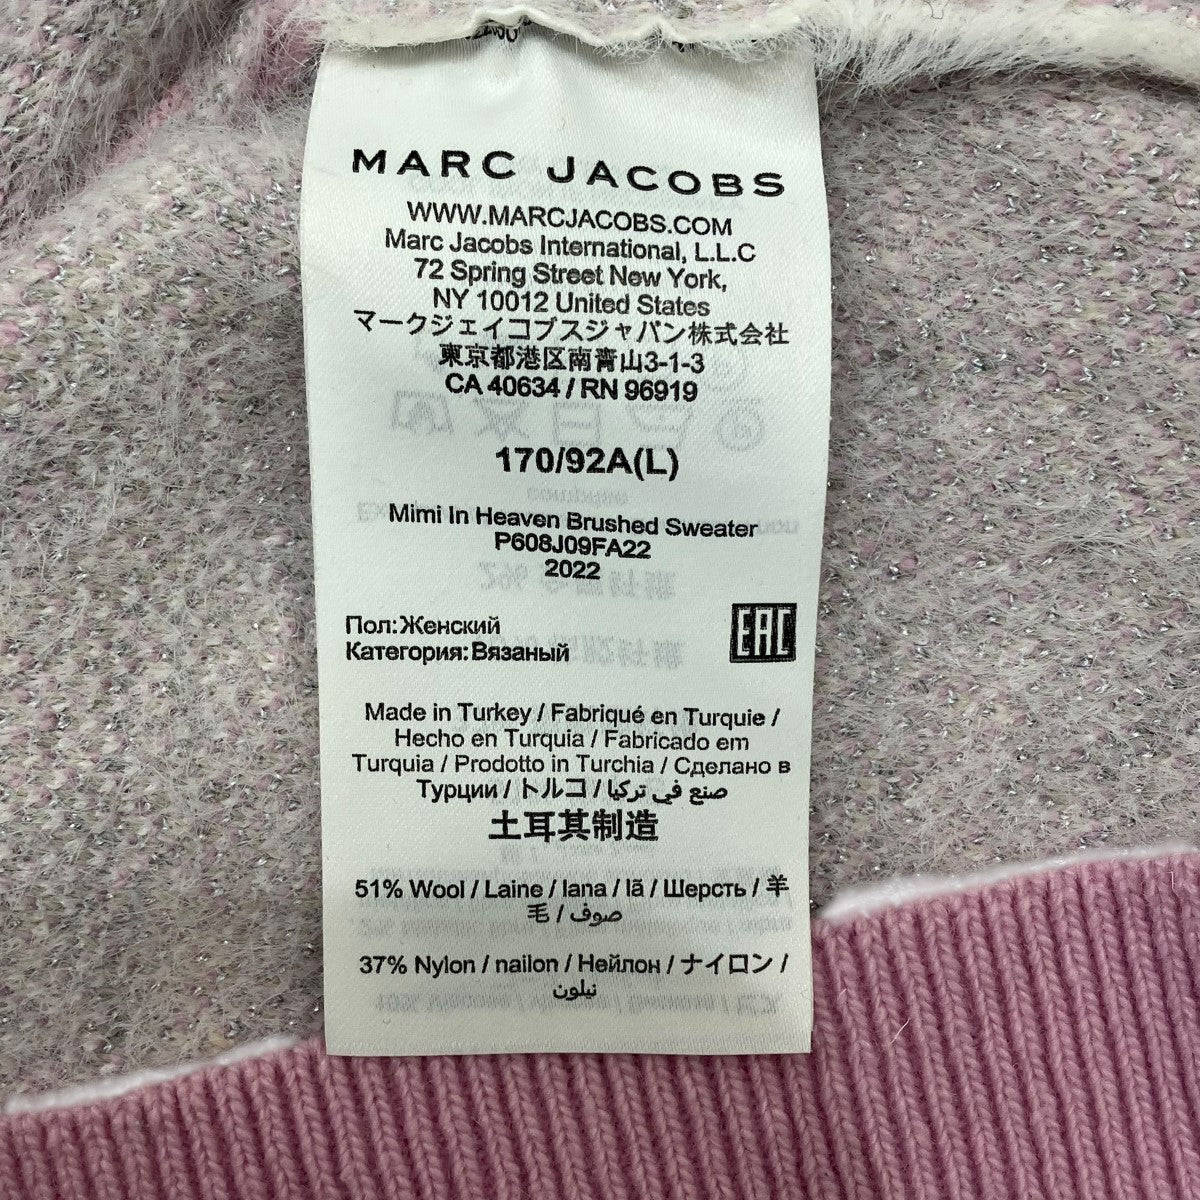 MARC JACOBS
WWW.MARCJACOBS.COM
Marc Jacobs International, L.L.C
72 Spring Street New York,
NY 10012 United States
マークジェイコブスジャパン株式会社
東京都港区南青山3-1-3
CA 40634 / RN 96919
170/92A(L)
Mimi In Heaven Brushed Sweater
P608J09FA22
2022
Пол:Женский
Категория:Вязаный
EAC
Made in Turkey / Fabriqué en Turquie /
Hecho en Turquia / Fabricado em
Turquia / Prodotto in Turchia / Сделано в
Турции / トルコ / صنع في تركيا
土耳其制造
51% Wool / Laine / lana / lã / Шерсть / 羊
毛 / صوف
37% Nylon / nailon / Нейлон / ナイロン /
نيلون